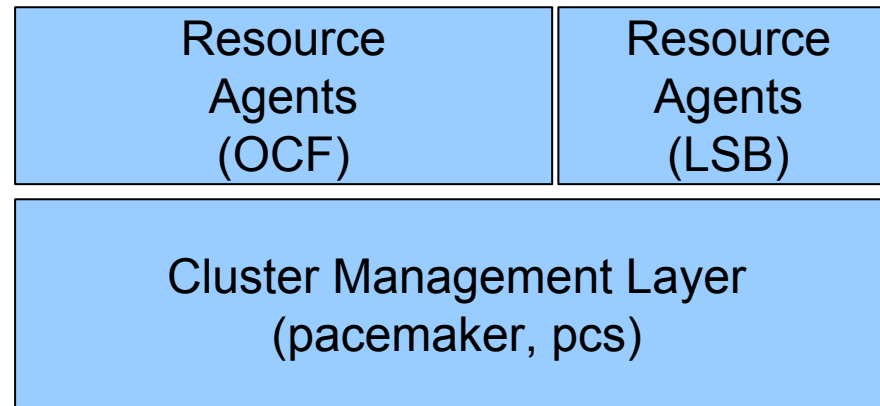 Resource
Agents
(OCF)
Resource
Agents
(LSB)
Cluster Management Layer
(pacemaker, pcs)